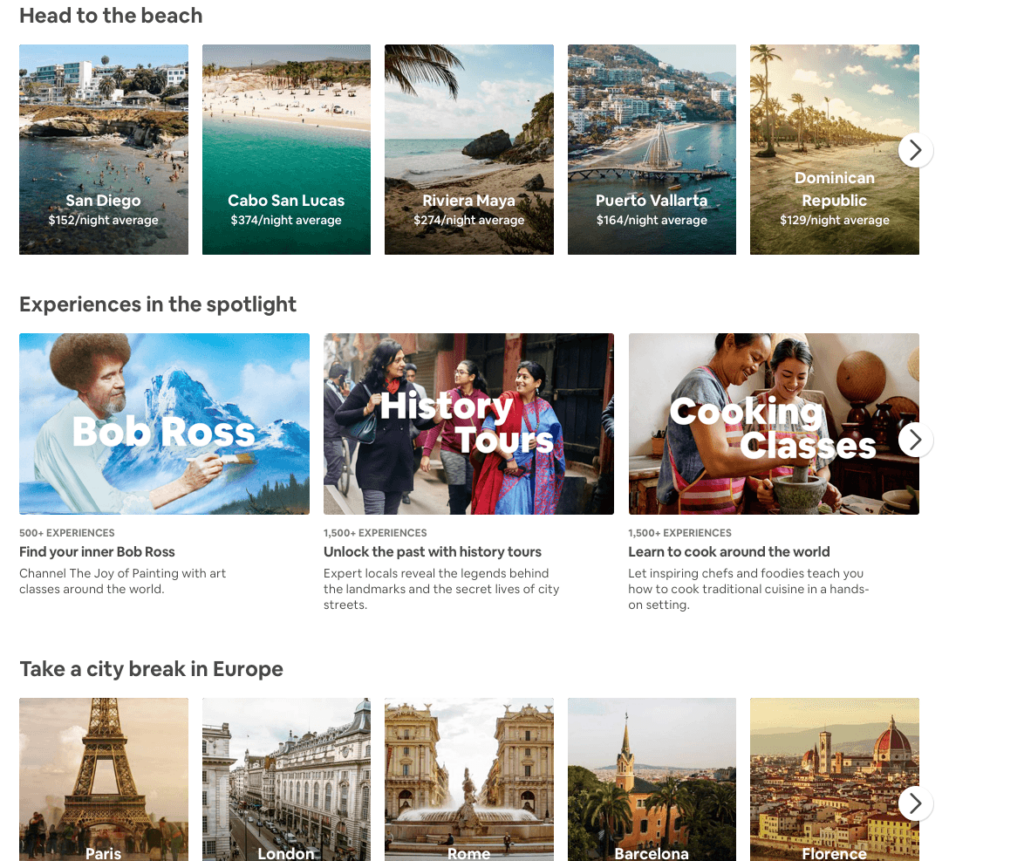 Head to the beach
San Diego
$152/night average
Cabo San Lucas
$374/night average
Riviera Maya
$274/night average
Puerto Vallarta
$164/night average
Dominican
Republic
$129/night average
Experiences in the spotlight
Bob Ross
500+ EXPERIENCES
Find your inner Bob Ross
Channel The Joy of Painting with art
classes around the world.
History
Tours
1,500+ EXPERIENCES
Unlock the past with history tours
Expert locals reveal the legends behind
the landmarks and the secret lives of city
streets.
Cooking
Classes
1,500+ EXPERIENCES
Learn to cook around the world
Let inspiring chefs and foodies teach you
how to cook traditional cuisine in a hands-
on setting.
Take a city break in Europe
Paris
London
Rome
Barcelona
Florence